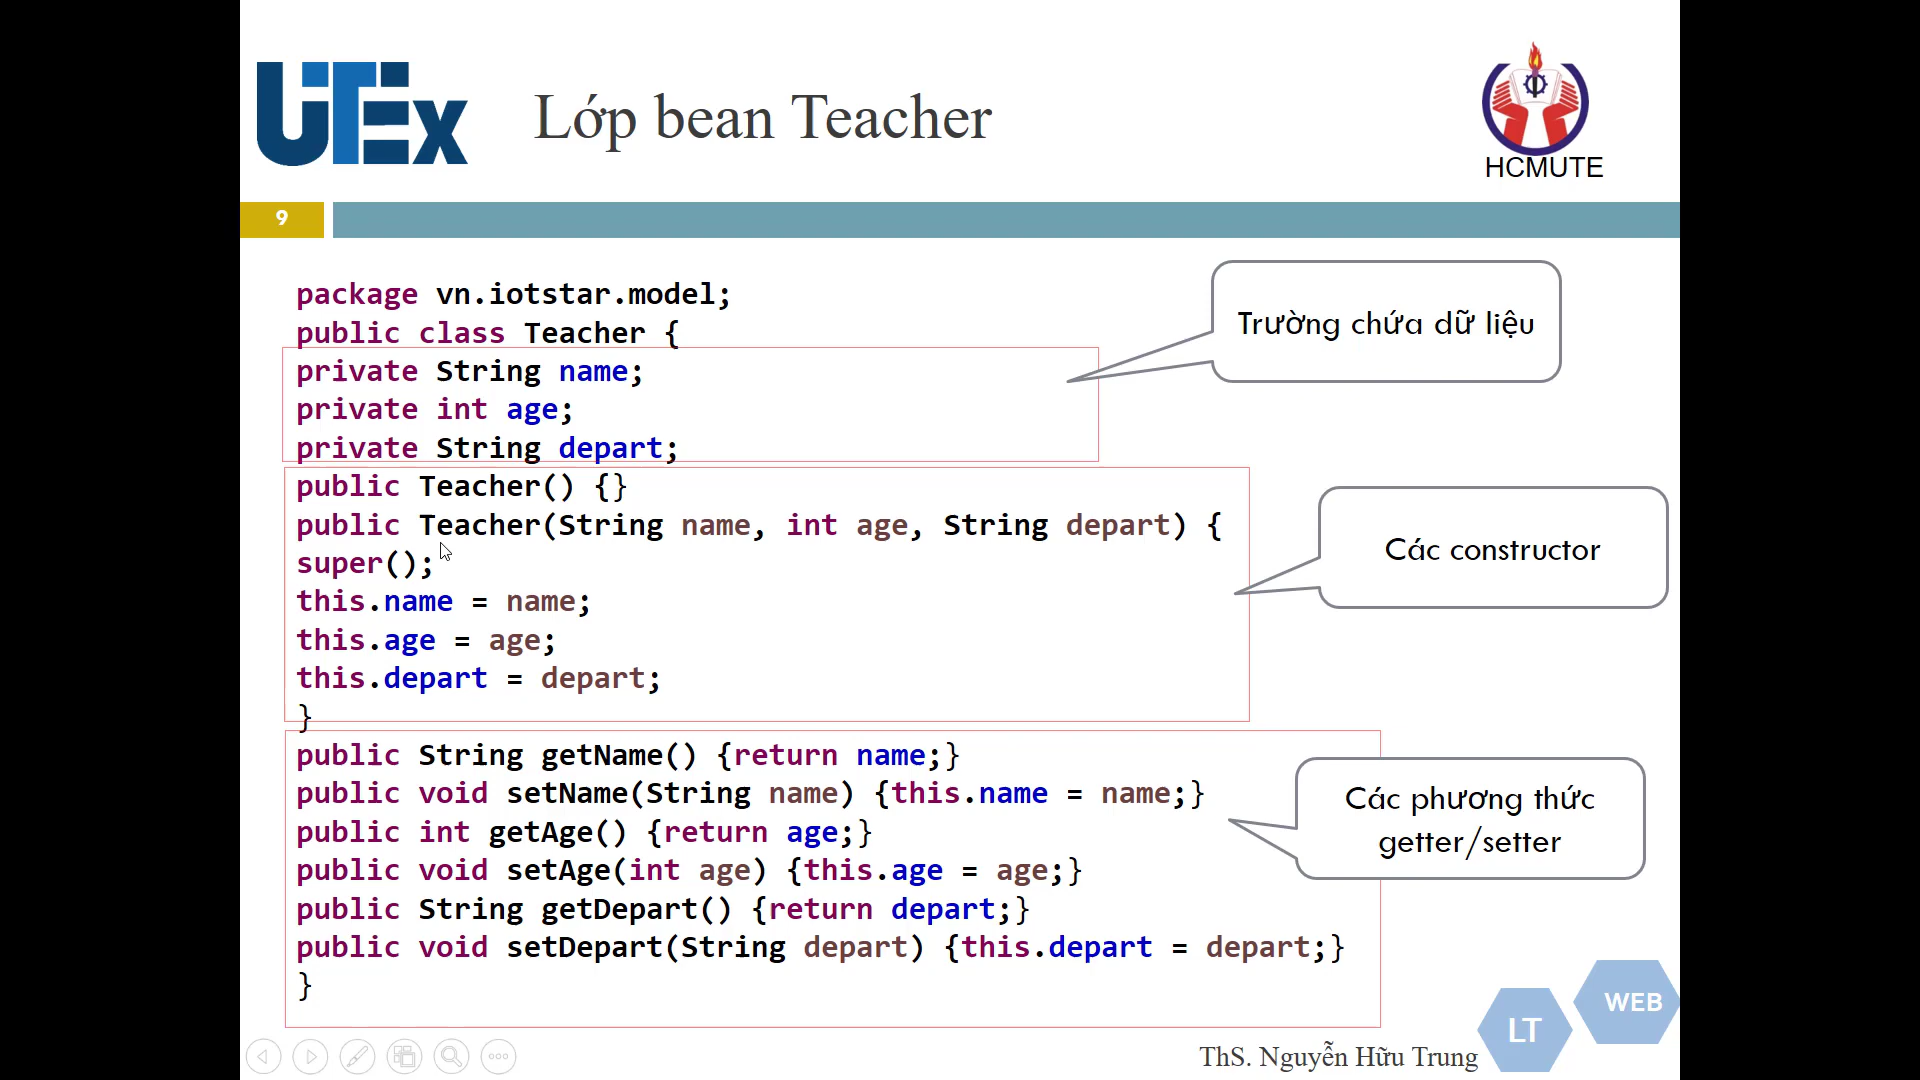 UTEx
Lớp bean Teacher
HCMUTE
9
package vn.iotstar.model;
public class Teacher {
private String name;
private int age;
private String depart;
public Teacher() {}
public Teacher(String name, int age, String depart) {
super();
this.name = name;
this.age = age;
this.depart = depart;
}
public String getName() {return name;}
public void setName(String name) {this.name = name;}
public int getAge() {return age;}
public void setAge(int age) {this.age = age;}
public String getDepart() {return depart;}
public void setDepart(String depart) {this.depart = depart;}
}
Trường chứa dữ liệu
Các constructor
Các phương thức
getter/setter
ThS. Nguyễn Hữu Trung
LT
WEB